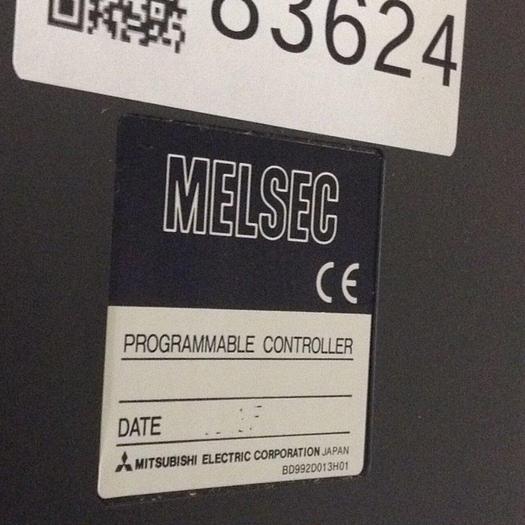 83624
MELSEC
CE
PROGRAMMABLE CONTROLLER
DATE
MITSUBISHI ELECTRIC CORPORATION JAPAN
BD992D013H01